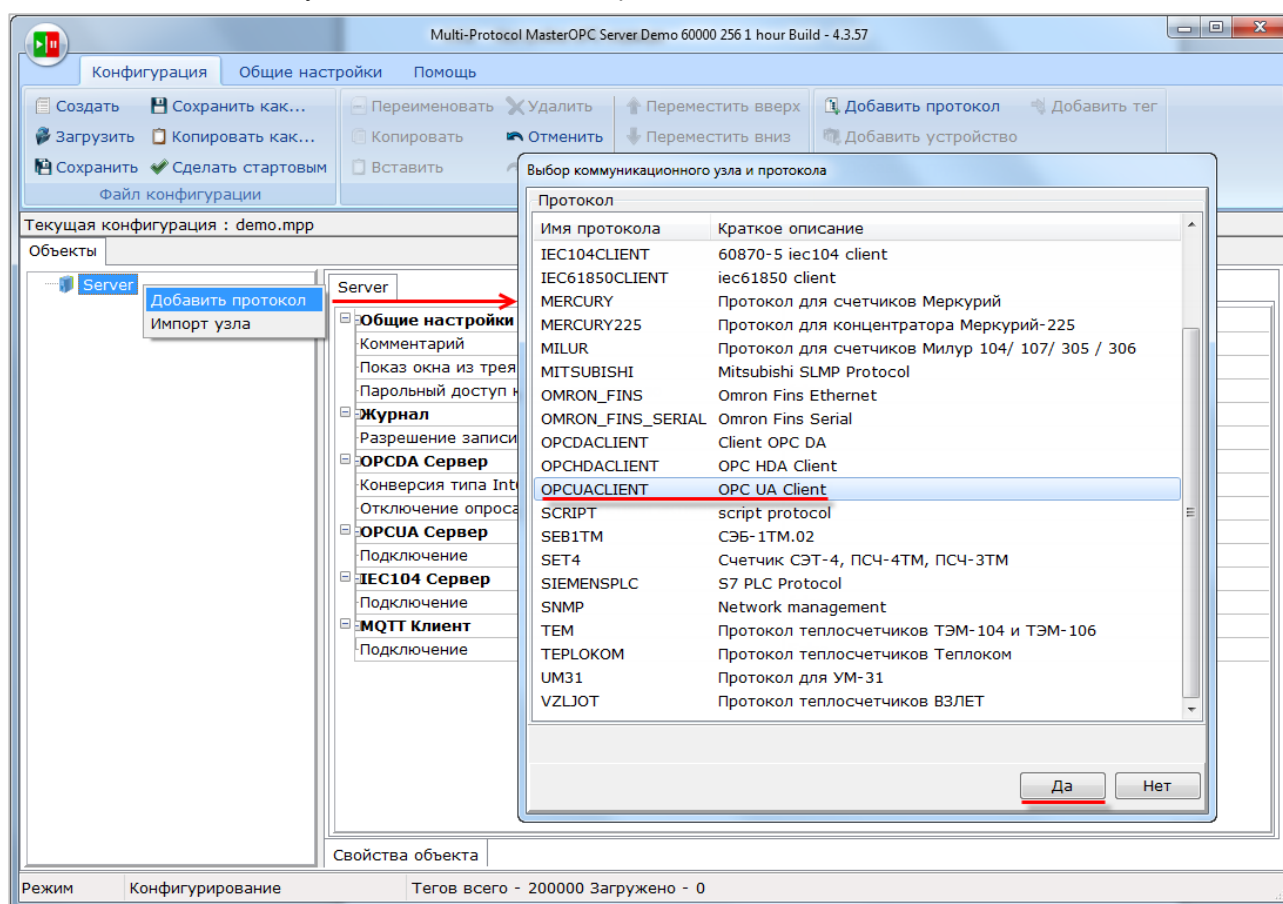 Multi-Protocol MasterOPC Server Demo 60000 256 1 hour Build - 4.3.57
Конфигурация Общие настройки Помощь
Создать Сохранить как... Переименовать Удалить Переместить вверх Добавить протокол Добавить тег
Загрузить Копировать как... Копировать Отменить Переместить вниз Добавить устройство
Сохранить Сделать стартовым Вставить
Файл конфигурации
Текущая конфигурация : demo.mpp
Объекты
Server
Добавить протокол
Импорт узла
Server
Общие настройки
Комментарий
Показ окна из трея
Парольный доступ
Журнал
Разрешение записи
OPCDA Сервер
Конверсия типа
Отключение опроса
OPCUA Сервер
Подключение
IEC104 Сервер
Подключение
MQTT Клиент
Подключение
Выбор коммуникационного узла и протокола
Протокол
Имя протокола Краткое описание
IEC104CLIENT 60870-5 iec104 client
IEC61850CLIENT iec61850 client
MERCURY Протокол для счетчиков Меркурий
MERCURY225 Протокол для концентратора Меркурий-225
MILUR Протокол для счетчиков Милур 104/ 107/ 305 / 306
MITSUBISHI Mitsubishi SLMP Protocol
OMRON_FINS Omron Fins Ethernet
OMRON_FINS_SERIAL Omron Fins Serial
OPCDACLIENT Client OPC DA
OPCHDACLIENT OPC HDA Client
OPCUACLIENT OPC UA Client
SCRIPT script protocol
SEB1TM СЭБ-1ТМ.02
SET4 Счетчик СЭТ-4, ПСЧ-4ТМ, ПСЧ-3ТМ
SIEMENSPLC S7 PLC Protocol
SNMP Network management
TEM Протокол теплосчетчиков ТЭМ-104 и ТЭМ-106
TEPLOKOM Протокол теплосчетчиков Теплоком
UM31 Протокол для УМ-31
VZLJOT Протокол теплосчетчиков ВЗЛЕТ
Да Нет
Свойства объекта
Режим Конфигурирование Тегов всего - 200000 Загружено - 0